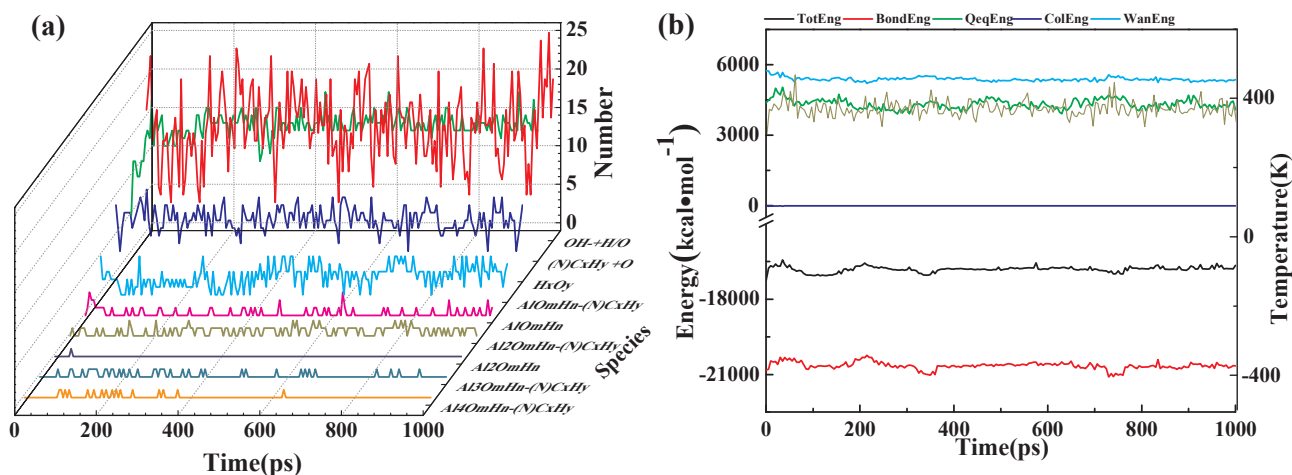 (a)
25
20
15
10
5
0
Number
OH-+H/O
(N)CxHy +O
HxOy
AlOmHn-(N)CxHy
AlOmHn
Al2OmHn-(N)CxHy
Al2OmHn
Al3OmHn-(N)CxHy
Al4OmHn-(N)CxHy
Species
0 200 400 600 800 1000
Time(ps)
(b)
TotEng BondEng QeqEng ColEng WanEng
6000
3000
0
-18000
-21000
Energy(kcal•mol-1)
400
0
-400
Temperature(K)
0 200 400 600 800 1000
Time(ps)